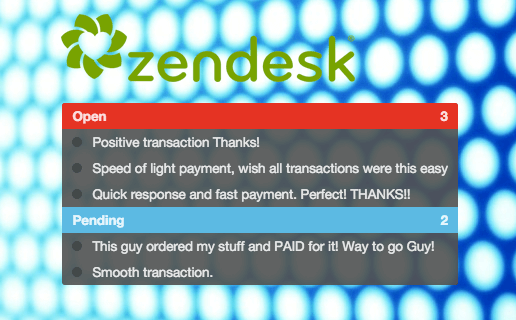 zendesk
Open 3
Positive transaction Thanks!
Speed of light payment, wish all transactions were this easy
Quick response and fast payment. Perfect! THANKS!!
Pending 2
This guy ordered my stuff and PAID for it! Way to go Guy!
Smooth transaction.